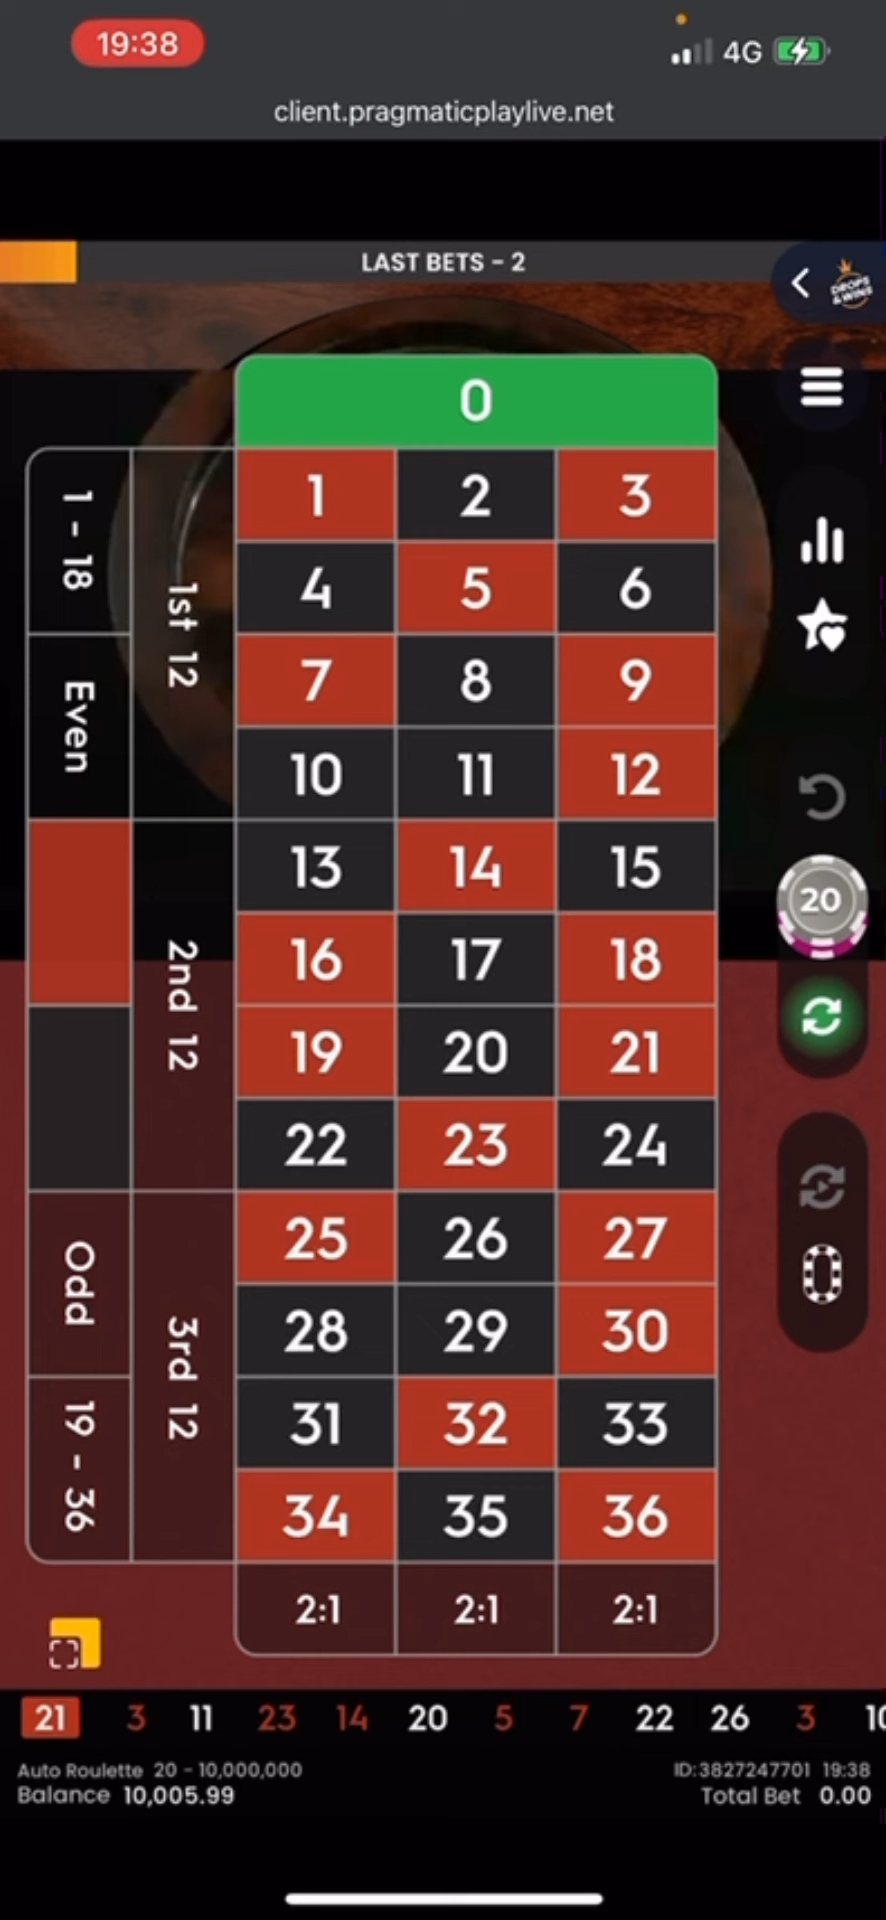 19:38 4G
client.pragmaticplaylive.net
LAST BETS - 2
DROPS
&WINS
0
1 - 18
Even
Odd
19 - 36
1st 12
2nd 12
3rd 12
1 2 3
4 5 6
7 8 9
10 11 12
13 14 15
16 17 18
19 20 21
22 23 24
25 26 27
28 29 30
31 32 33
34 35 36
2:1 2:1 2:1
20
21 3 11 23 14 20 5 7 22 26 3
Auto Roulette 20 - 10,000,000 ID:3827247701 19:38
Balance 10,005.99 Total Bet 0.00